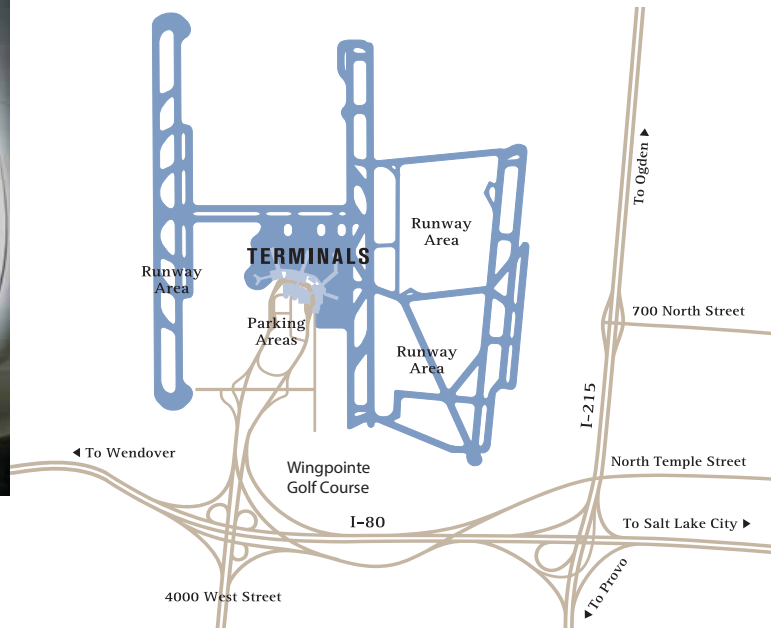 To Ogden
Runway
Area
TERMINALS
Runway
Area
700 North Street
Parking
Areas
Runway
Area
I-215
To Wendover
North Temple Street
Wingpointe
Golf Course
I-80
To Salt Lake City
To Provo
4000 West Street